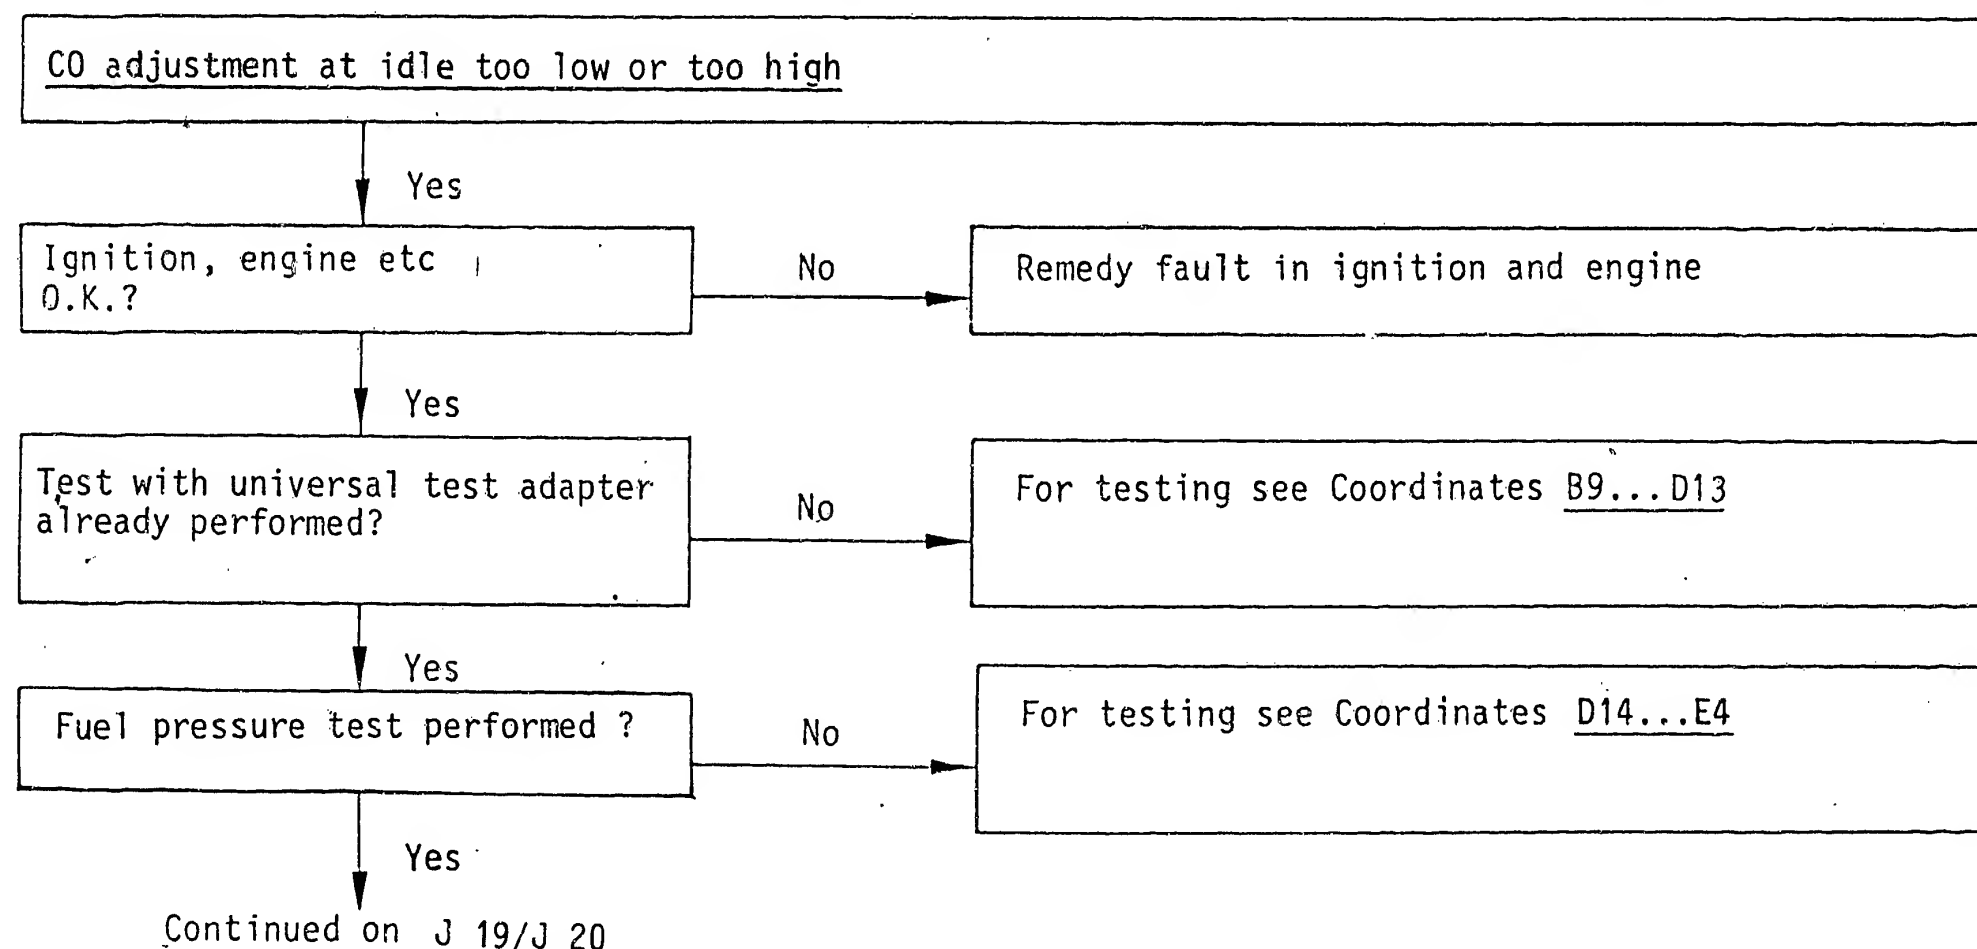 CO adjustment at idle too low or too high
Yes
Ignition, engine etc
O.K.?
No
Remedy fault in ignition and engine
Yes
Test with universal test adapter
already performed?
No
For testing see Coordinates B9...D13
Yes
Fuel pressure test performed ?
No
For testing see Coordinates D14...E4
Yes
Continued on J 19/J 20